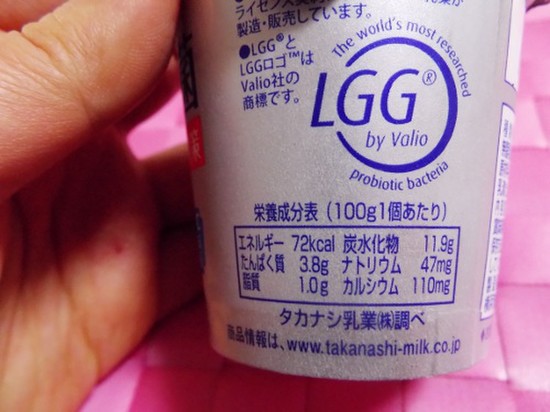 製造・販売しています。
●LGG®と
LGGロゴ™は
Valio社の
商標です。
The world's most researched
LGG®
by Valio
probiotic bacteria
栄養成分表（100g1個あたり）
エネルギー 72kcal 炭水化物 11.9g
たんぱく質 3.8g ナトリウム 47mg
脂質 1.0g カルシウム 110mg
タカナシ乳業㈱調べ
商品情報は、www.takanashi-milk.co.jp